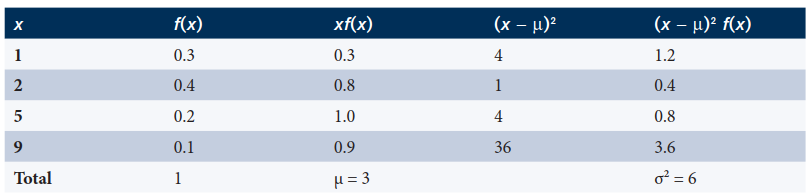 x f(x) xf(x) (x – μ)² (x – μ)² f(x)
1 0.3 0.3 4 1.2
2 0.4 0.8 1 0.4
5 0.2 1.0 4 0.8
9 0.1 0.9 36 3.6
Total 1 μ = 3 σ² = 6